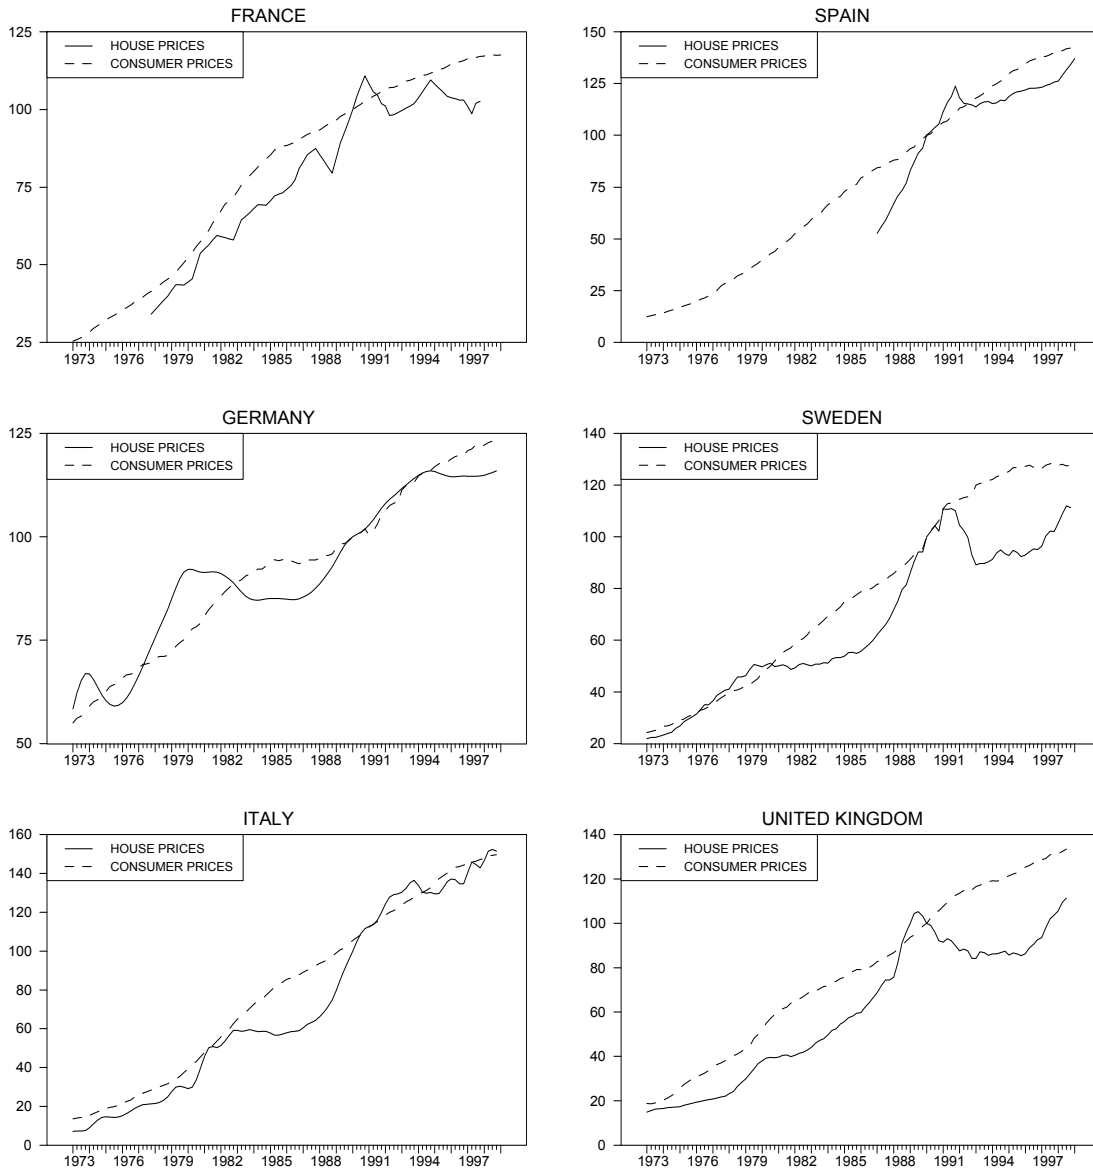 FRANCE
HOUSE PRICES
CONSUMER PRICES
125
100
75
50
25
1973 1976 1979 1982 1985 1988 1991 1994 1997
SPAIN
HOUSE PRICES
CONSUMER PRICES
150
125
100
75
50
25
0
1973 1976 1979 1982 1985 1988 1991 1994 1997
GERMANY
HOUSE PRICES
CONSUMER PRICES
125
100
75
50
1973 1976 1979 1982 1985 1988 1991 1994 1997
SWEDEN
HOUSE PRICES
CONSUMER PRICES
140
120
100
80
60
40
20
1973 1976 1979 1982 1985 1988 1991 1994 1997
ITALY
HOUSE PRICES
CONSUMER PRICES
160
140
120
100
80
60
40
20
0
1973 1976 1979 1982 1985 1988 1991 1994 1997
UNITED KINGDOM
HOUSE PRICES
CONSUMER PRICES
140
120
100
80
60
40
20
0
1973 1976 1979 1982 1985 1988 1991 1994 1997